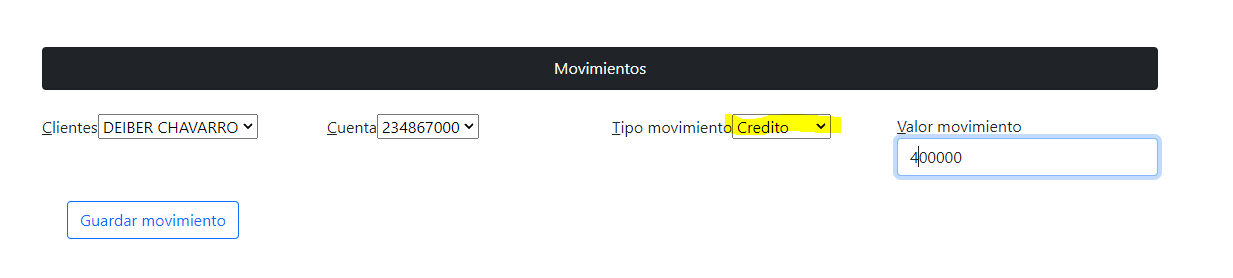 Movimientos
Clientes DEIBER CHAVARRO Cuenta 234867000 Tipo movimiento Credito Valor movimiento
400000
Guardar movimiento